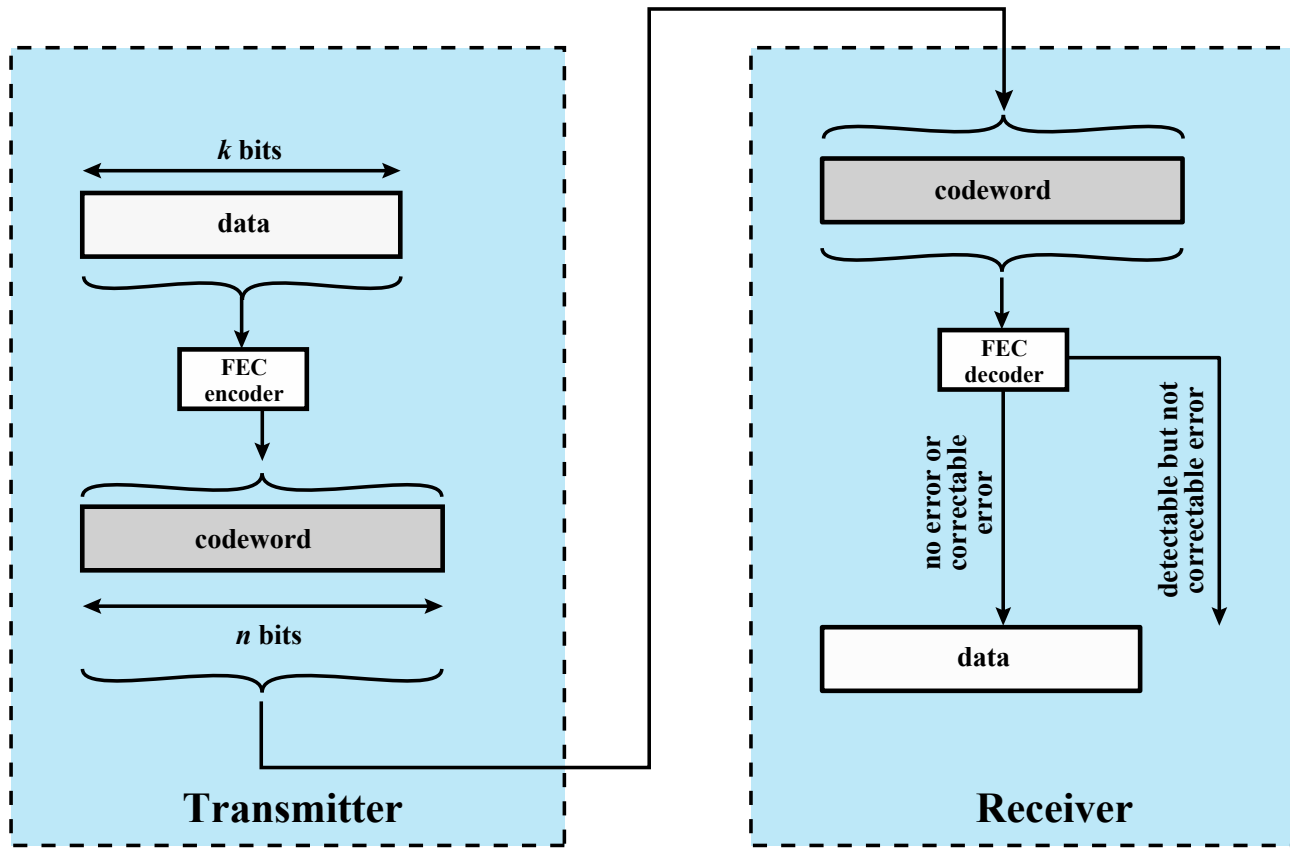 k bits
data
FEC
encoder
codeword
n bits
Transmitter
codeword
FEC
decoder
no error or
correctable
error
detectable but not
correctable error
data
Receiver